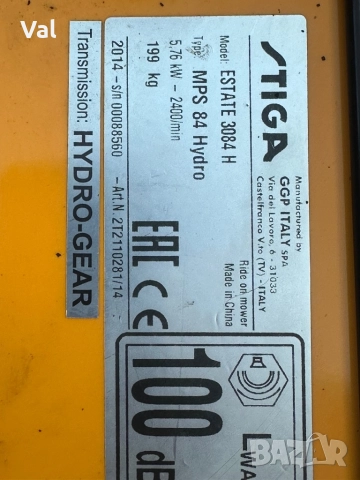 Val
STIGA
Manufactured by
GGP ITALY SPA
Via del Lavoro, 6 - 31033
Castelfranco V.to (TV) - ITALY
Model: ESTATE 3084 H
Type: MPS 84 Hydro
Ride on mower
Made in China
5,76 kW - 2400/min
199 kg
2014 - s/n 00088560 - Art.N. 2T2110281/14
EAC CE
Transmission: HYDRO-GEAR
LWA
100
dB
BAZAR